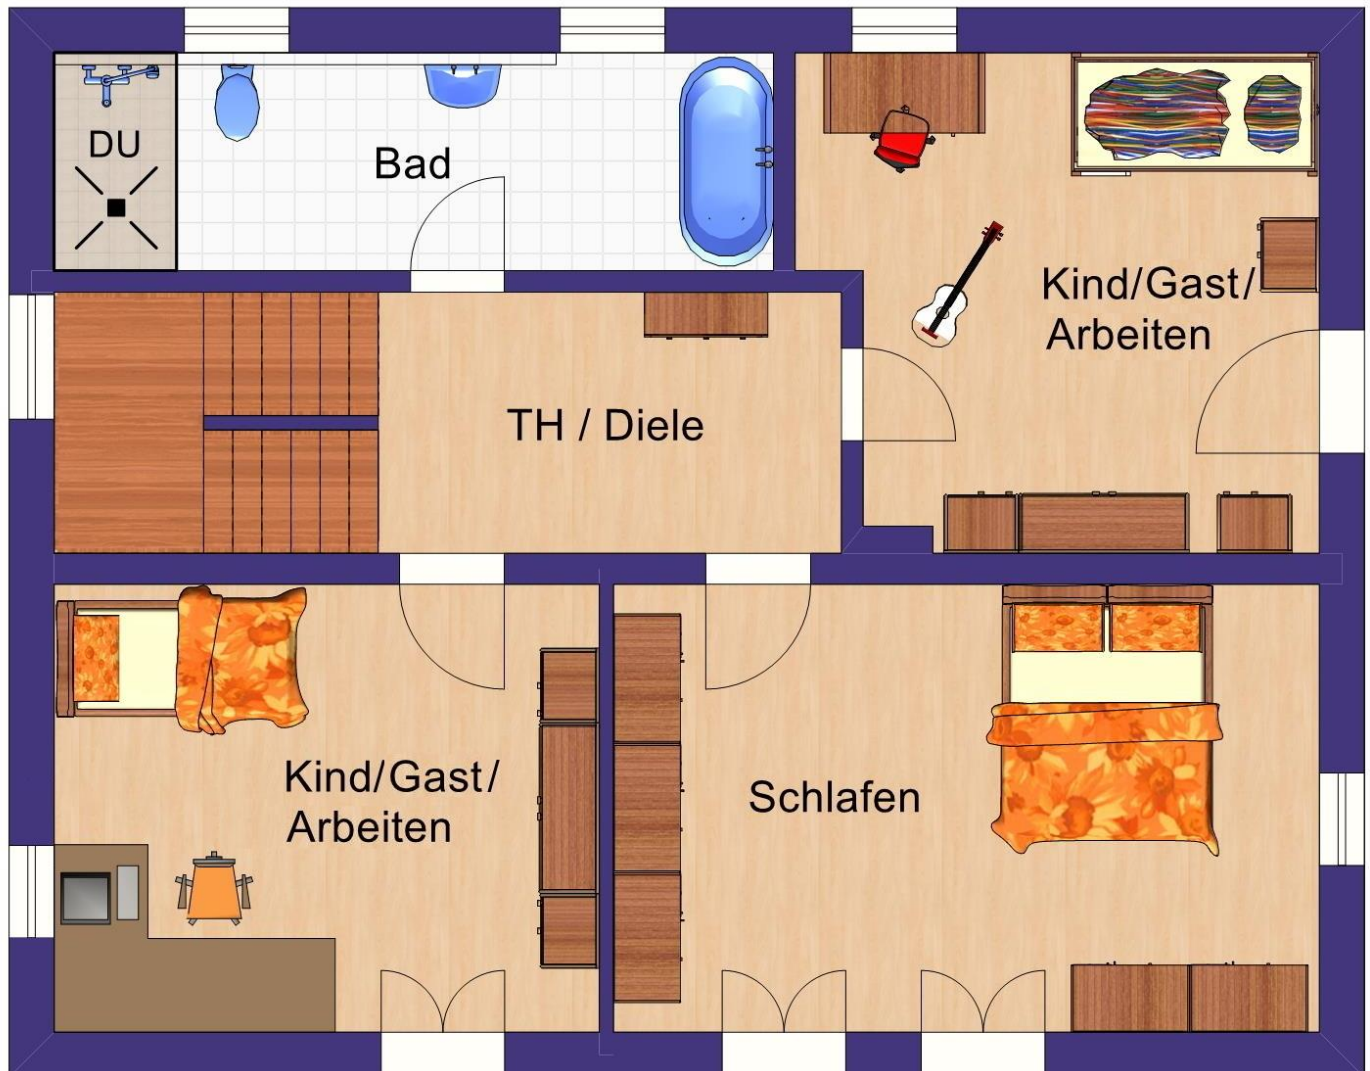 DU
Bad
Kind/Gast/
Arbeiten
TH / Diele
Kind/Gast/
Arbeiten
Schlafen